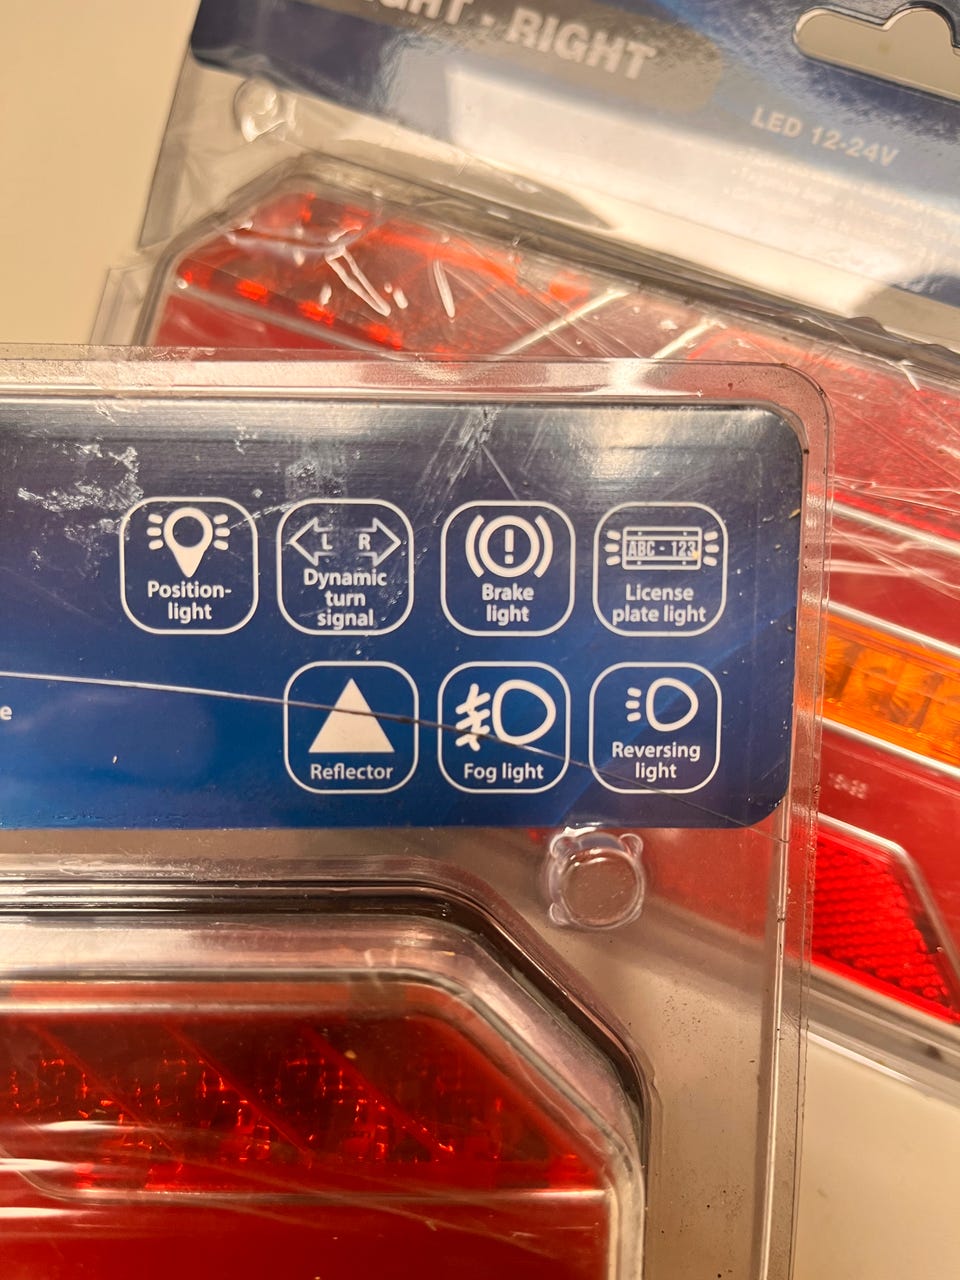 - RIGHT
LED 12-24V
Position-
light
L R
Dynamic
turn
signal
Brake
light
ABC - 123
License
plate light
e
Reflector
Fog light
Reversing
light